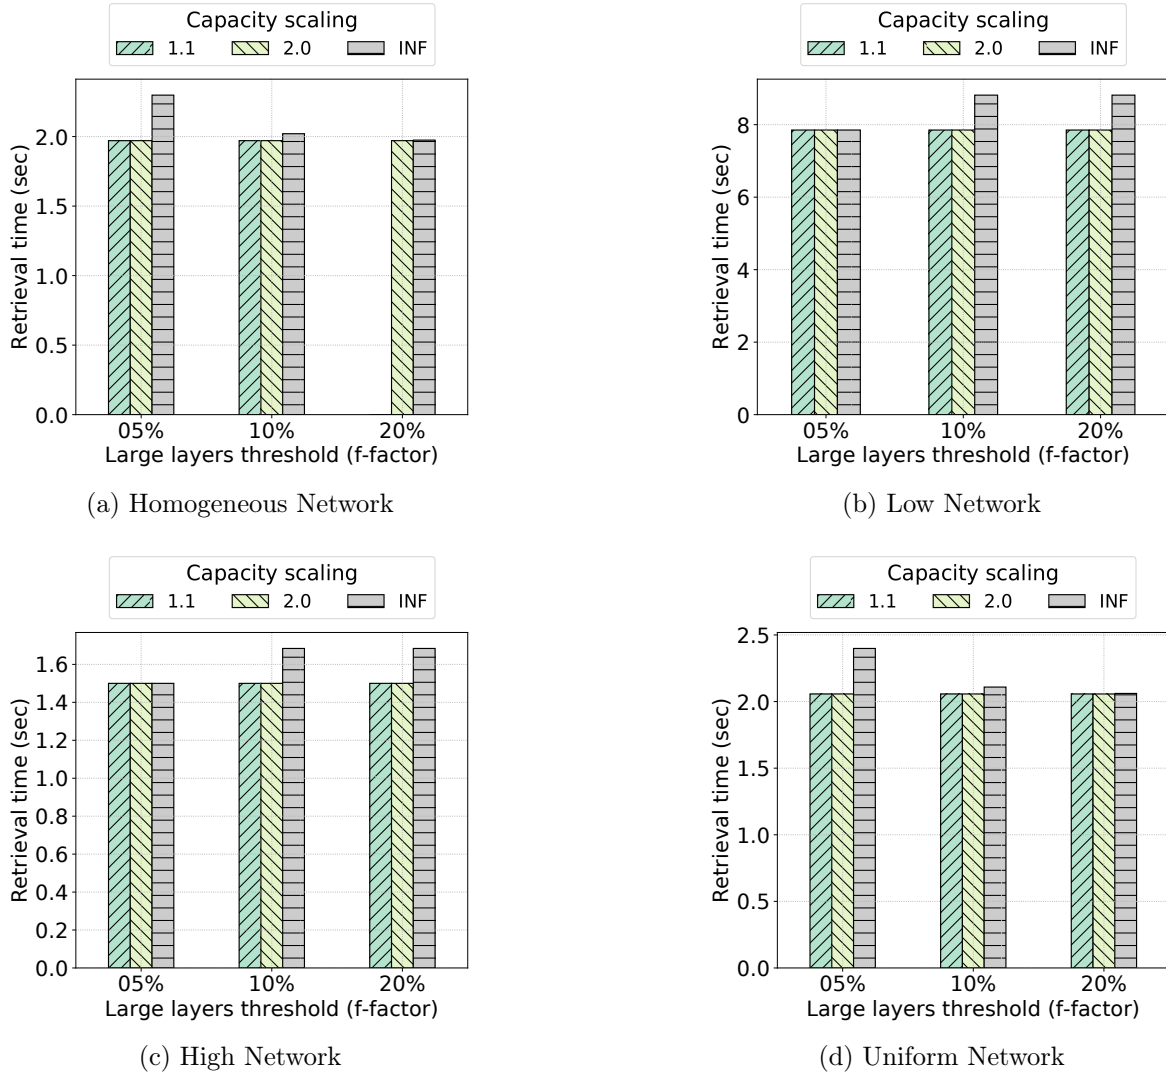 Capacity scaling
1.1 2.0 INF
Retrieval time (sec)
2.0
1.5
1.0
0.5
0.0
05% 10% 20%
Large layers threshold (f-factor)
(a) Homogeneous Network
Capacity scaling
1.1 2.0 INF
Retrieval time (sec)
8
6
4
2
0
05% 10% 20%
Large layers threshold (f-factor)
(b) Low Network
Capacity scaling
1.1 2.0 INF
Retrieval time (sec)
1.6
1.4
1.2
1.0
0.8
0.6
0.4
0.2
0.0
05% 10% 20%
Large layers threshold (f-factor)
(c) High Network
Capacity scaling
1.1 2.0 INF
Retrieval time (sec)
2.5
2.0
1.5
1.0
0.5
0.0
05% 10% 20%
Large layers threshold (f-factor)
(d) Uniform Network